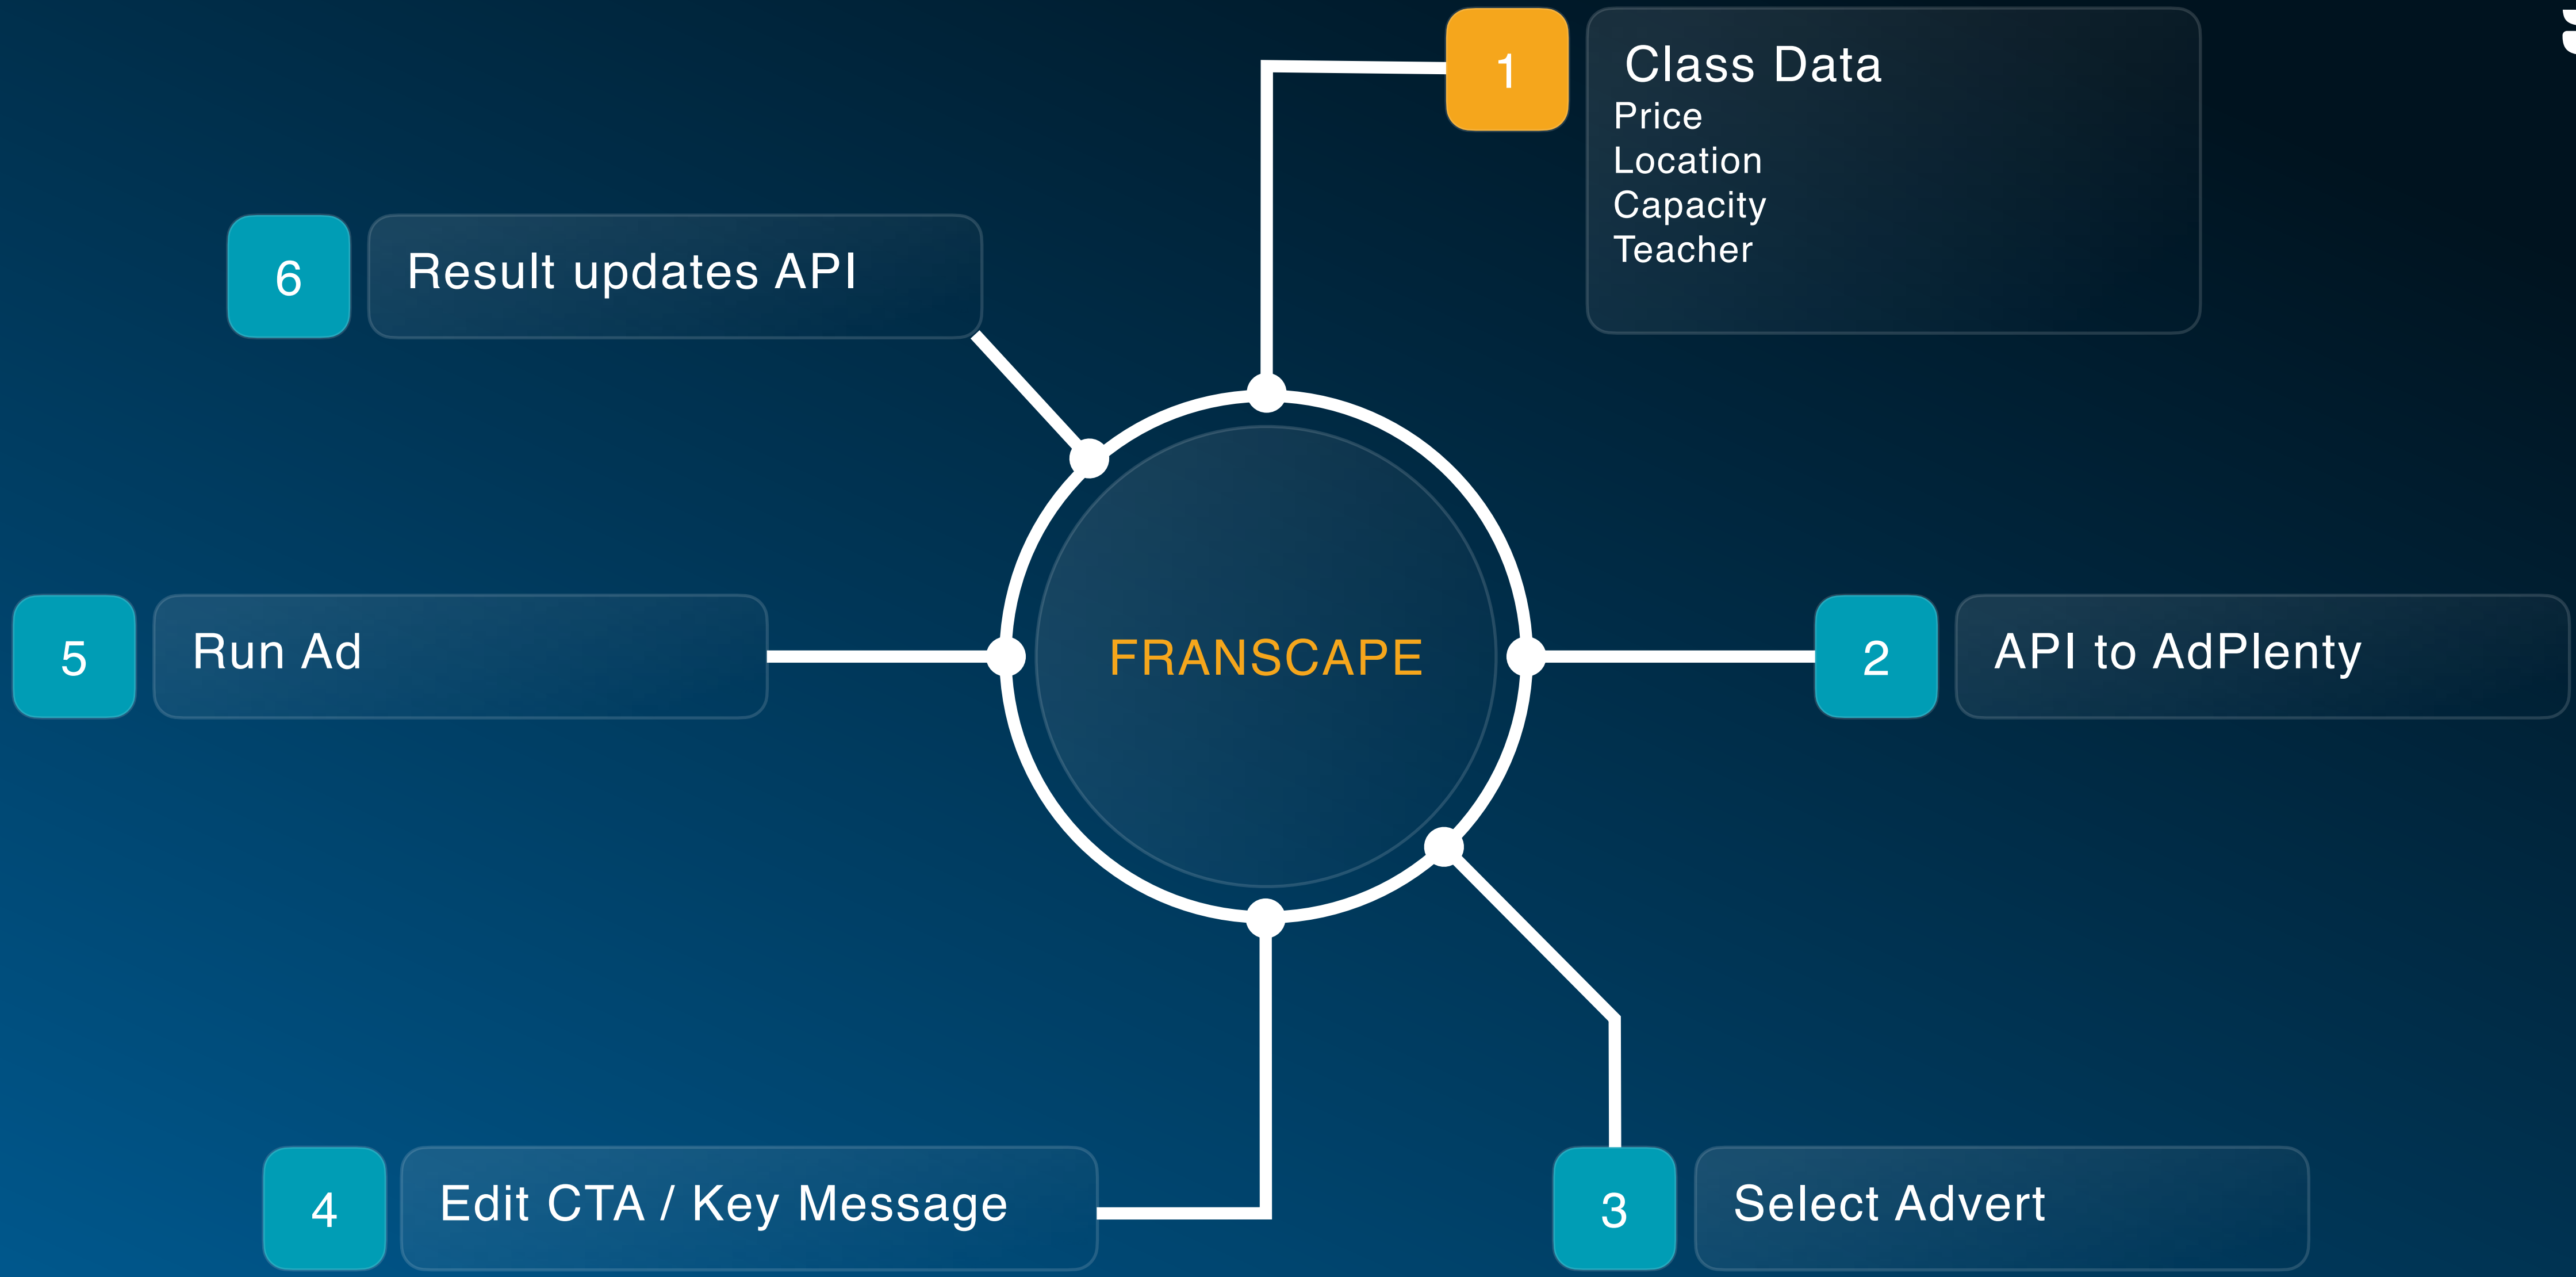 1
Class Data
Price
Location
Capacity
Teacher
6
Result updates API
5
Run Ad
FRANSCAPE
2
API to AdPlenty
4
Edit CTA / Key Message
3
Select Advert